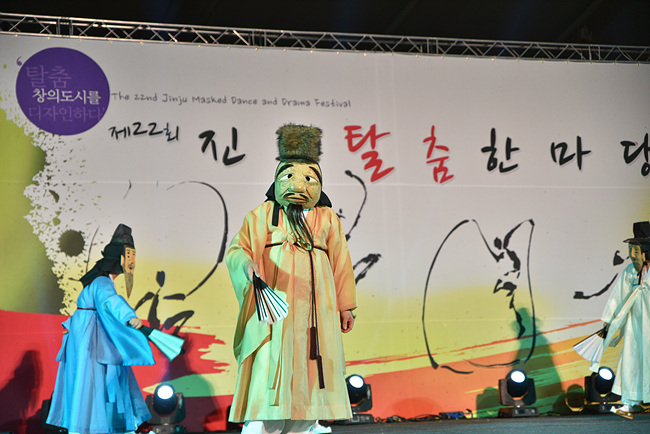 탈춤
창의도시를
디자인하다
The 22nd Jinju Masked Dance and Drama Festival
제22회
진 탈춤한마당